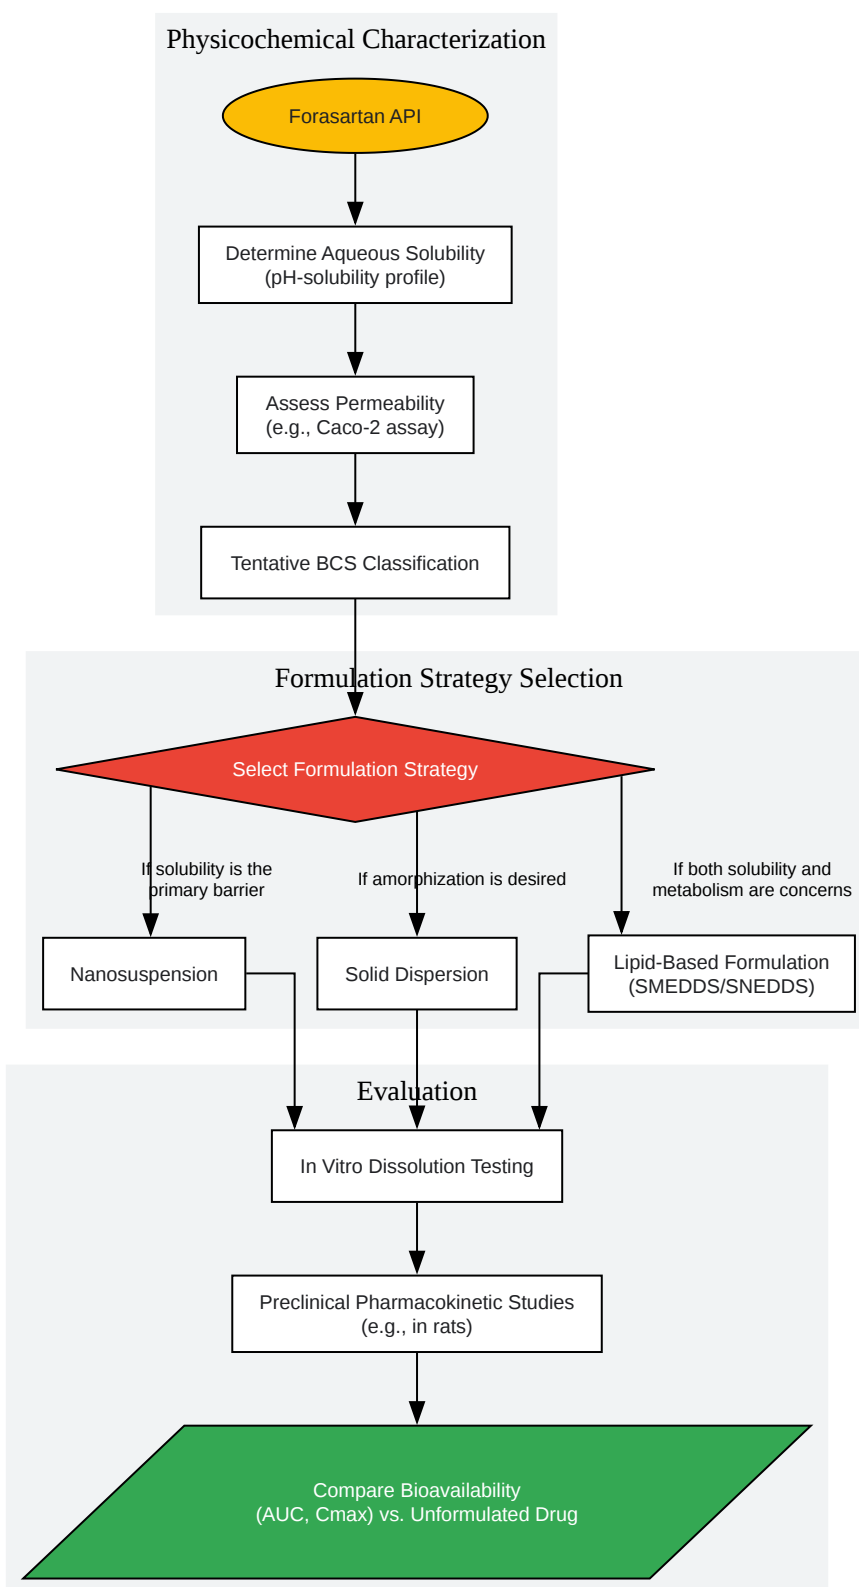 Physicochemical Characterization
Forasartan API
Determine Aqueous Solubility
(pH-solubility profile)
Assess Permeability
(e.g., Caco-2 assay)
Tentative BCS Classification
Formulation Strategy Selection
Select Formulation Strategy
If solubility is the
primary barrier
If amorphization is desired
If both solubility and
metabolism are concerns
Nanosuspension
Solid Dispersion
Lipid-Based Formulation
(SMEDDS/SNEDDS)
Evaluation
In Vitro Dissolution Testing
Preclinical Pharmacokinetic Studies
(e.g., in rats)
Compare Bioavailability
(AUC, Cmax) vs. Unformulated Drug